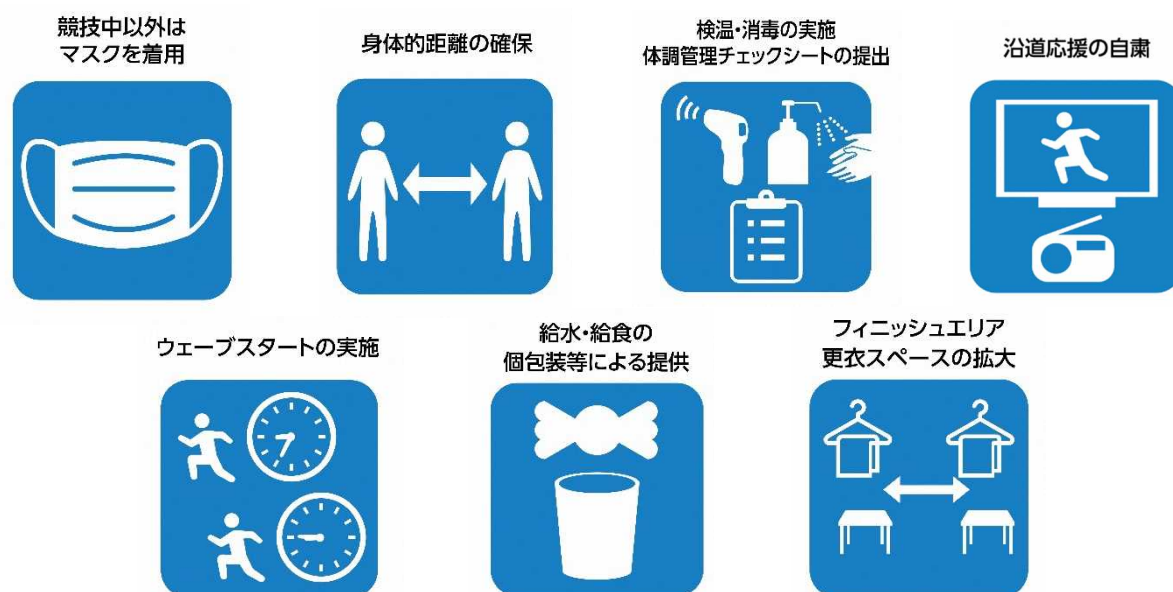 競技中以外は
マスクを着用
身体的距離の確保
検温・消毒の実施
体調管理チェックシートの提出
沿道応援の自粛
ウェーブスタートの実施
給水・給食の
個包装等による提供
フィニッシュエリア
更衣スペースの拡大